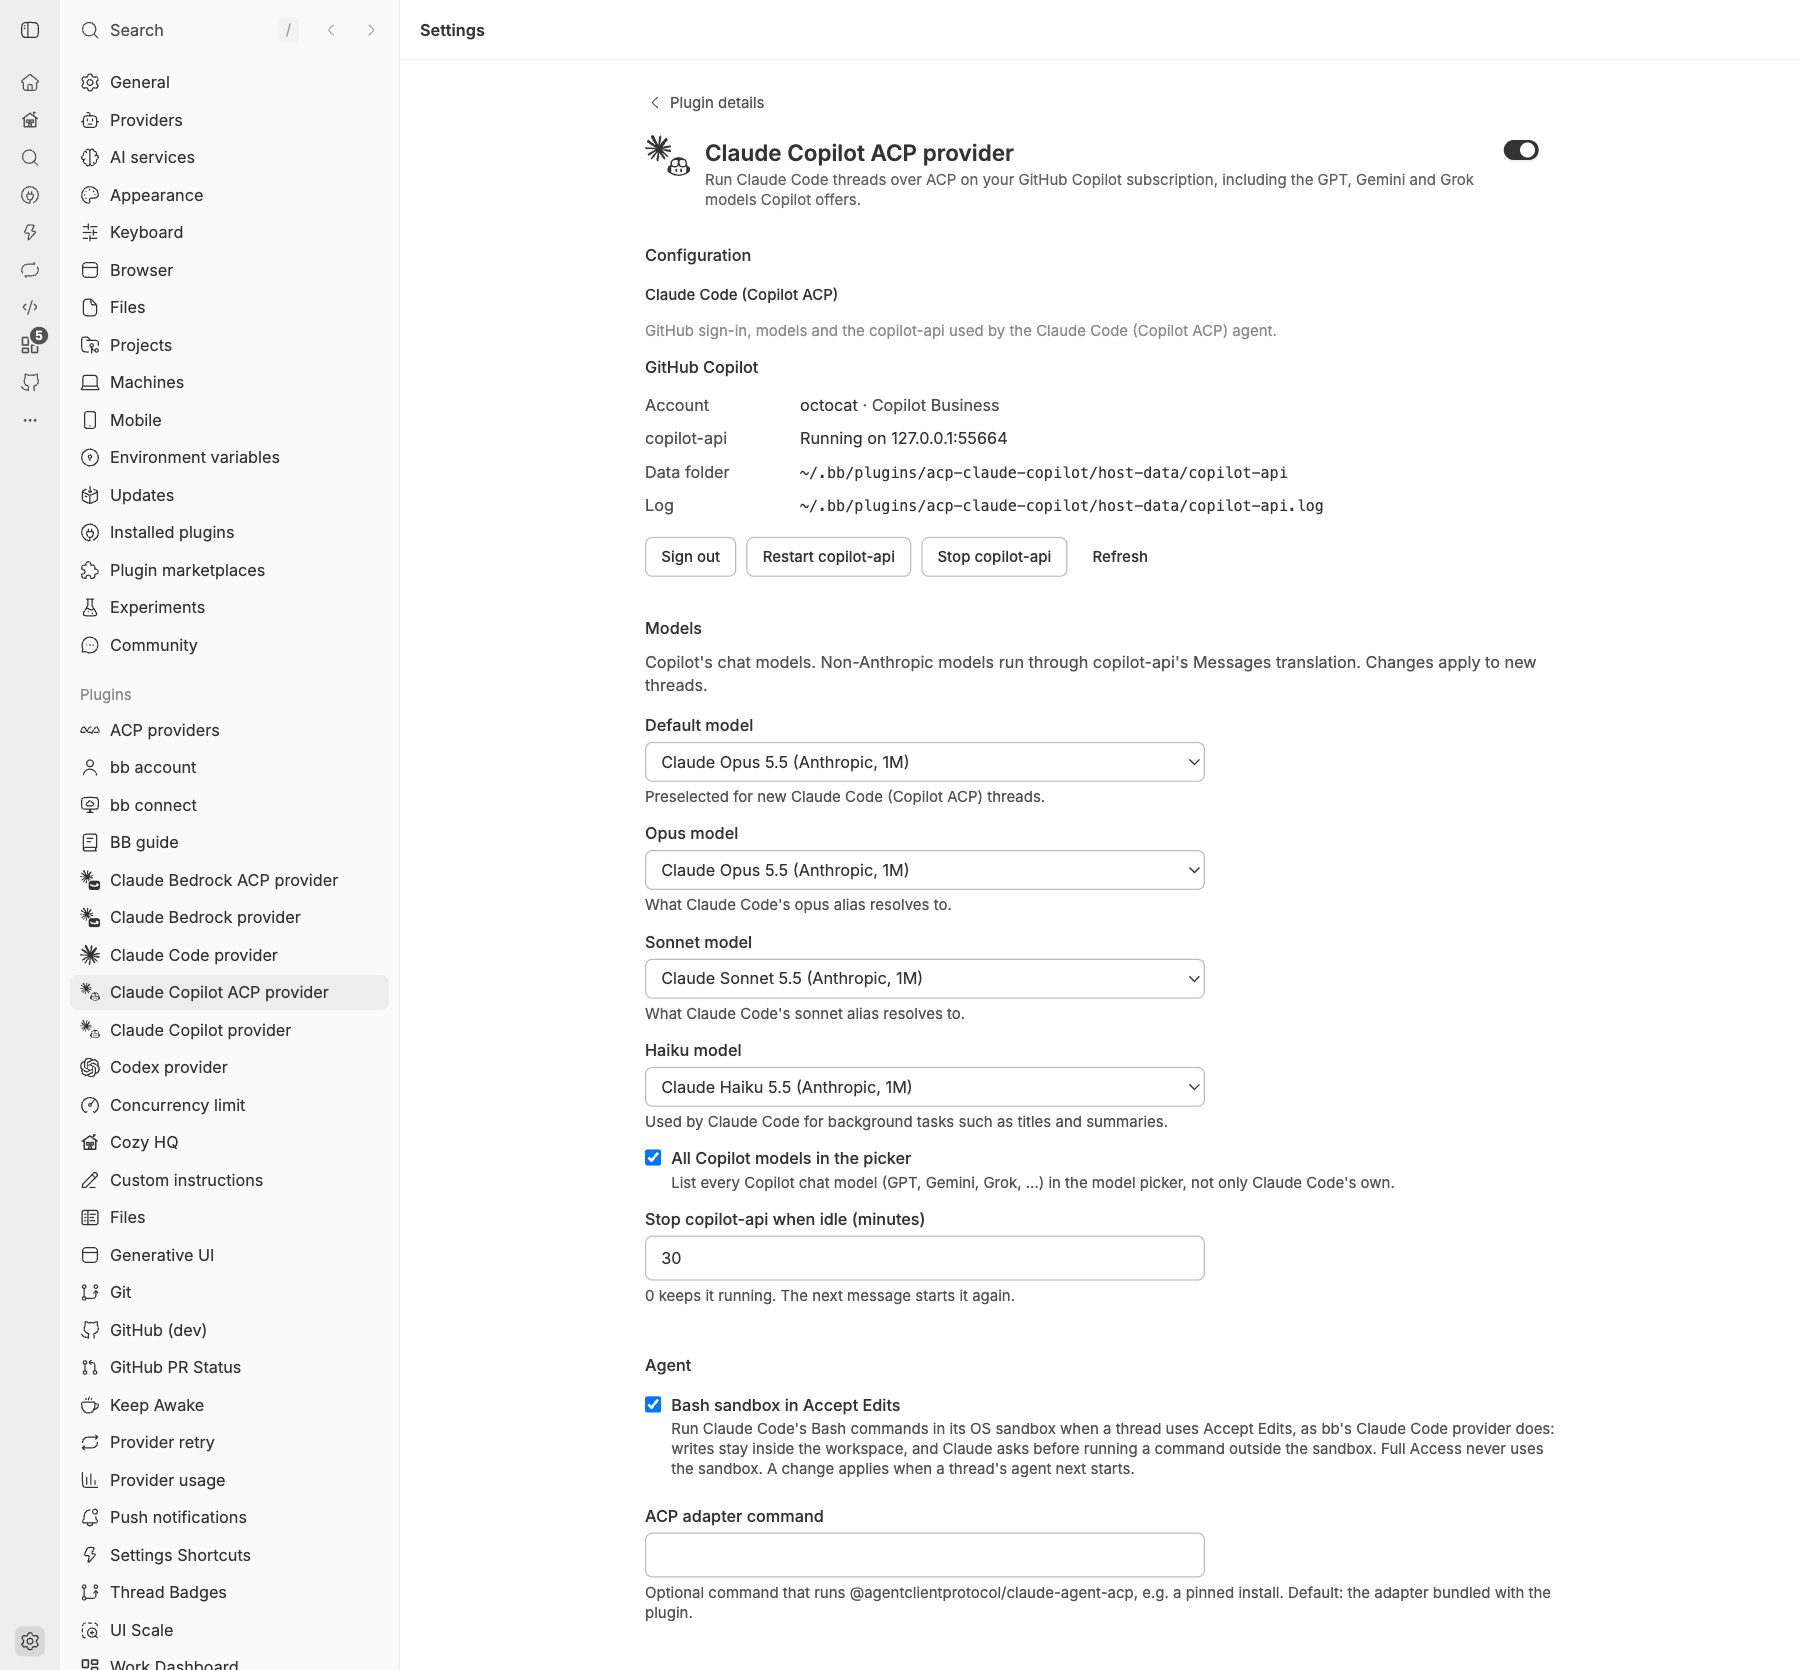 Search
/
General
Providers
AI services
Appearance
Keyboard
Browser
Files
Projects
Machines
Mobile
Environment variables
Updates
Installed plugins
Plugin marketplaces
Experiments
Community
5
Plugins
ACP providers
bb account
bb connect
BB guide
Claude Bedrock ACP provider
Claude Bedrock provider
Claude Code provider
Claude Copilot ACP provider
Claude Copilot provider
Codex provider
Concurrency limit
Cozy HQ
Custom instructions
Files
Generative UI
Git
GitHub (dev)
GitHub PR Status
Keep Awake
Provider retry
Provider usage
Push notifications
Settings Shortcuts
Thread Badges
UI Scale
Work Dashboard
Settings
Plugin details
Claude Copilot ACP provider
Run Claude Code threads over ACP on your GitHub Copilot subscription, including the GPT, Gemini and Grok
models Copilot offers.
Configuration
Claude Code (Copilot ACP)
GitHub sign-in, models and the copilot-api used by the Claude Code (Copilot ACP) agent.
GitHub Copilot
Account octocat · Copilot Business
copilot-api Running on 127.0.0.1:55664
Data folder ~/.bb/plugins/acp-claude-copilot/host-data/copilot-api
Log ~/.bb/plugins/acp-claude-copilot/host-data/copilot-api.log
Sign out Restart copilot-api Stop copilot-api Refresh
Models
Copilot's chat models. Non-Anthropic models run through copilot-api's Messages translation. Changes apply to new
threads.
Default model
Claude Opus 5.5 (Anthropic, 1M)
Preselected for new Claude Code (Copilot ACP) threads.
Opus model
Claude Opus 5.5 (Anthropic, 1M)
What Claude Code's opus alias resolves to.
Sonnet model
Claude Sonnet 5.5 (Anthropic, 1M)
What Claude Code's sonnet alias resolves to.
Haiku model
Claude Haiku 5.5 (Anthropic, 1M)
Used by Claude Code for background tasks such as titles and summaries.
All Copilot models in the picker
List every Copilot chat model (GPT, Gemini, Grok, ...) in the model picker, not only Claude Code's own.
Stop copilot-api when idle (minutes)
30
0 keeps it running. The next message starts it again.
Agent
Bash sandbox in Accept Edits
Run Claude Code's Bash commands in its OS sandbox when a thread uses Accept Edits, as bb's Claude Code provider does:
writes stay inside the workspace, and Claude asks before running a command outside the sandbox. Full Access never uses
the sandbox. A change applies when a thread's agent next starts.
ACP adapter command
Optional command that runs @agentclientprotocol/claude-agent-acp, e.g. a pinned install. Default: the adapter bundled with the
plugin.